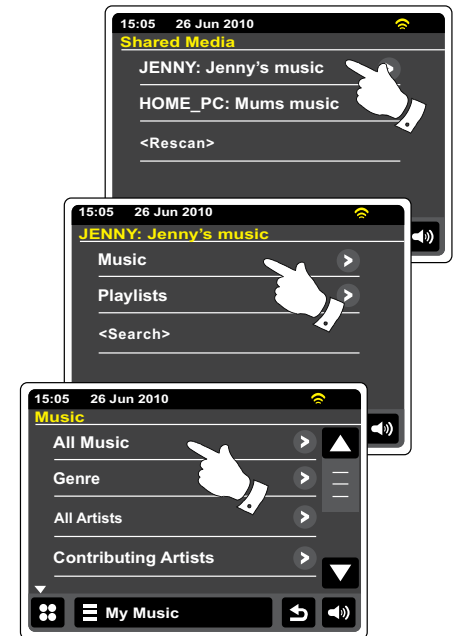 15:05 26 Jun 2010
Shared Media
JENNY: Jenny's music
HOME_PC: Mums music
<Rescan>
15:05 26 Jun 2010
JENNY: Jenny's music
Music
Playlists
<Search>
15:05 26 Jun 2010
Music
All Music
Genre
All Artists
Contributing Artists
My Music